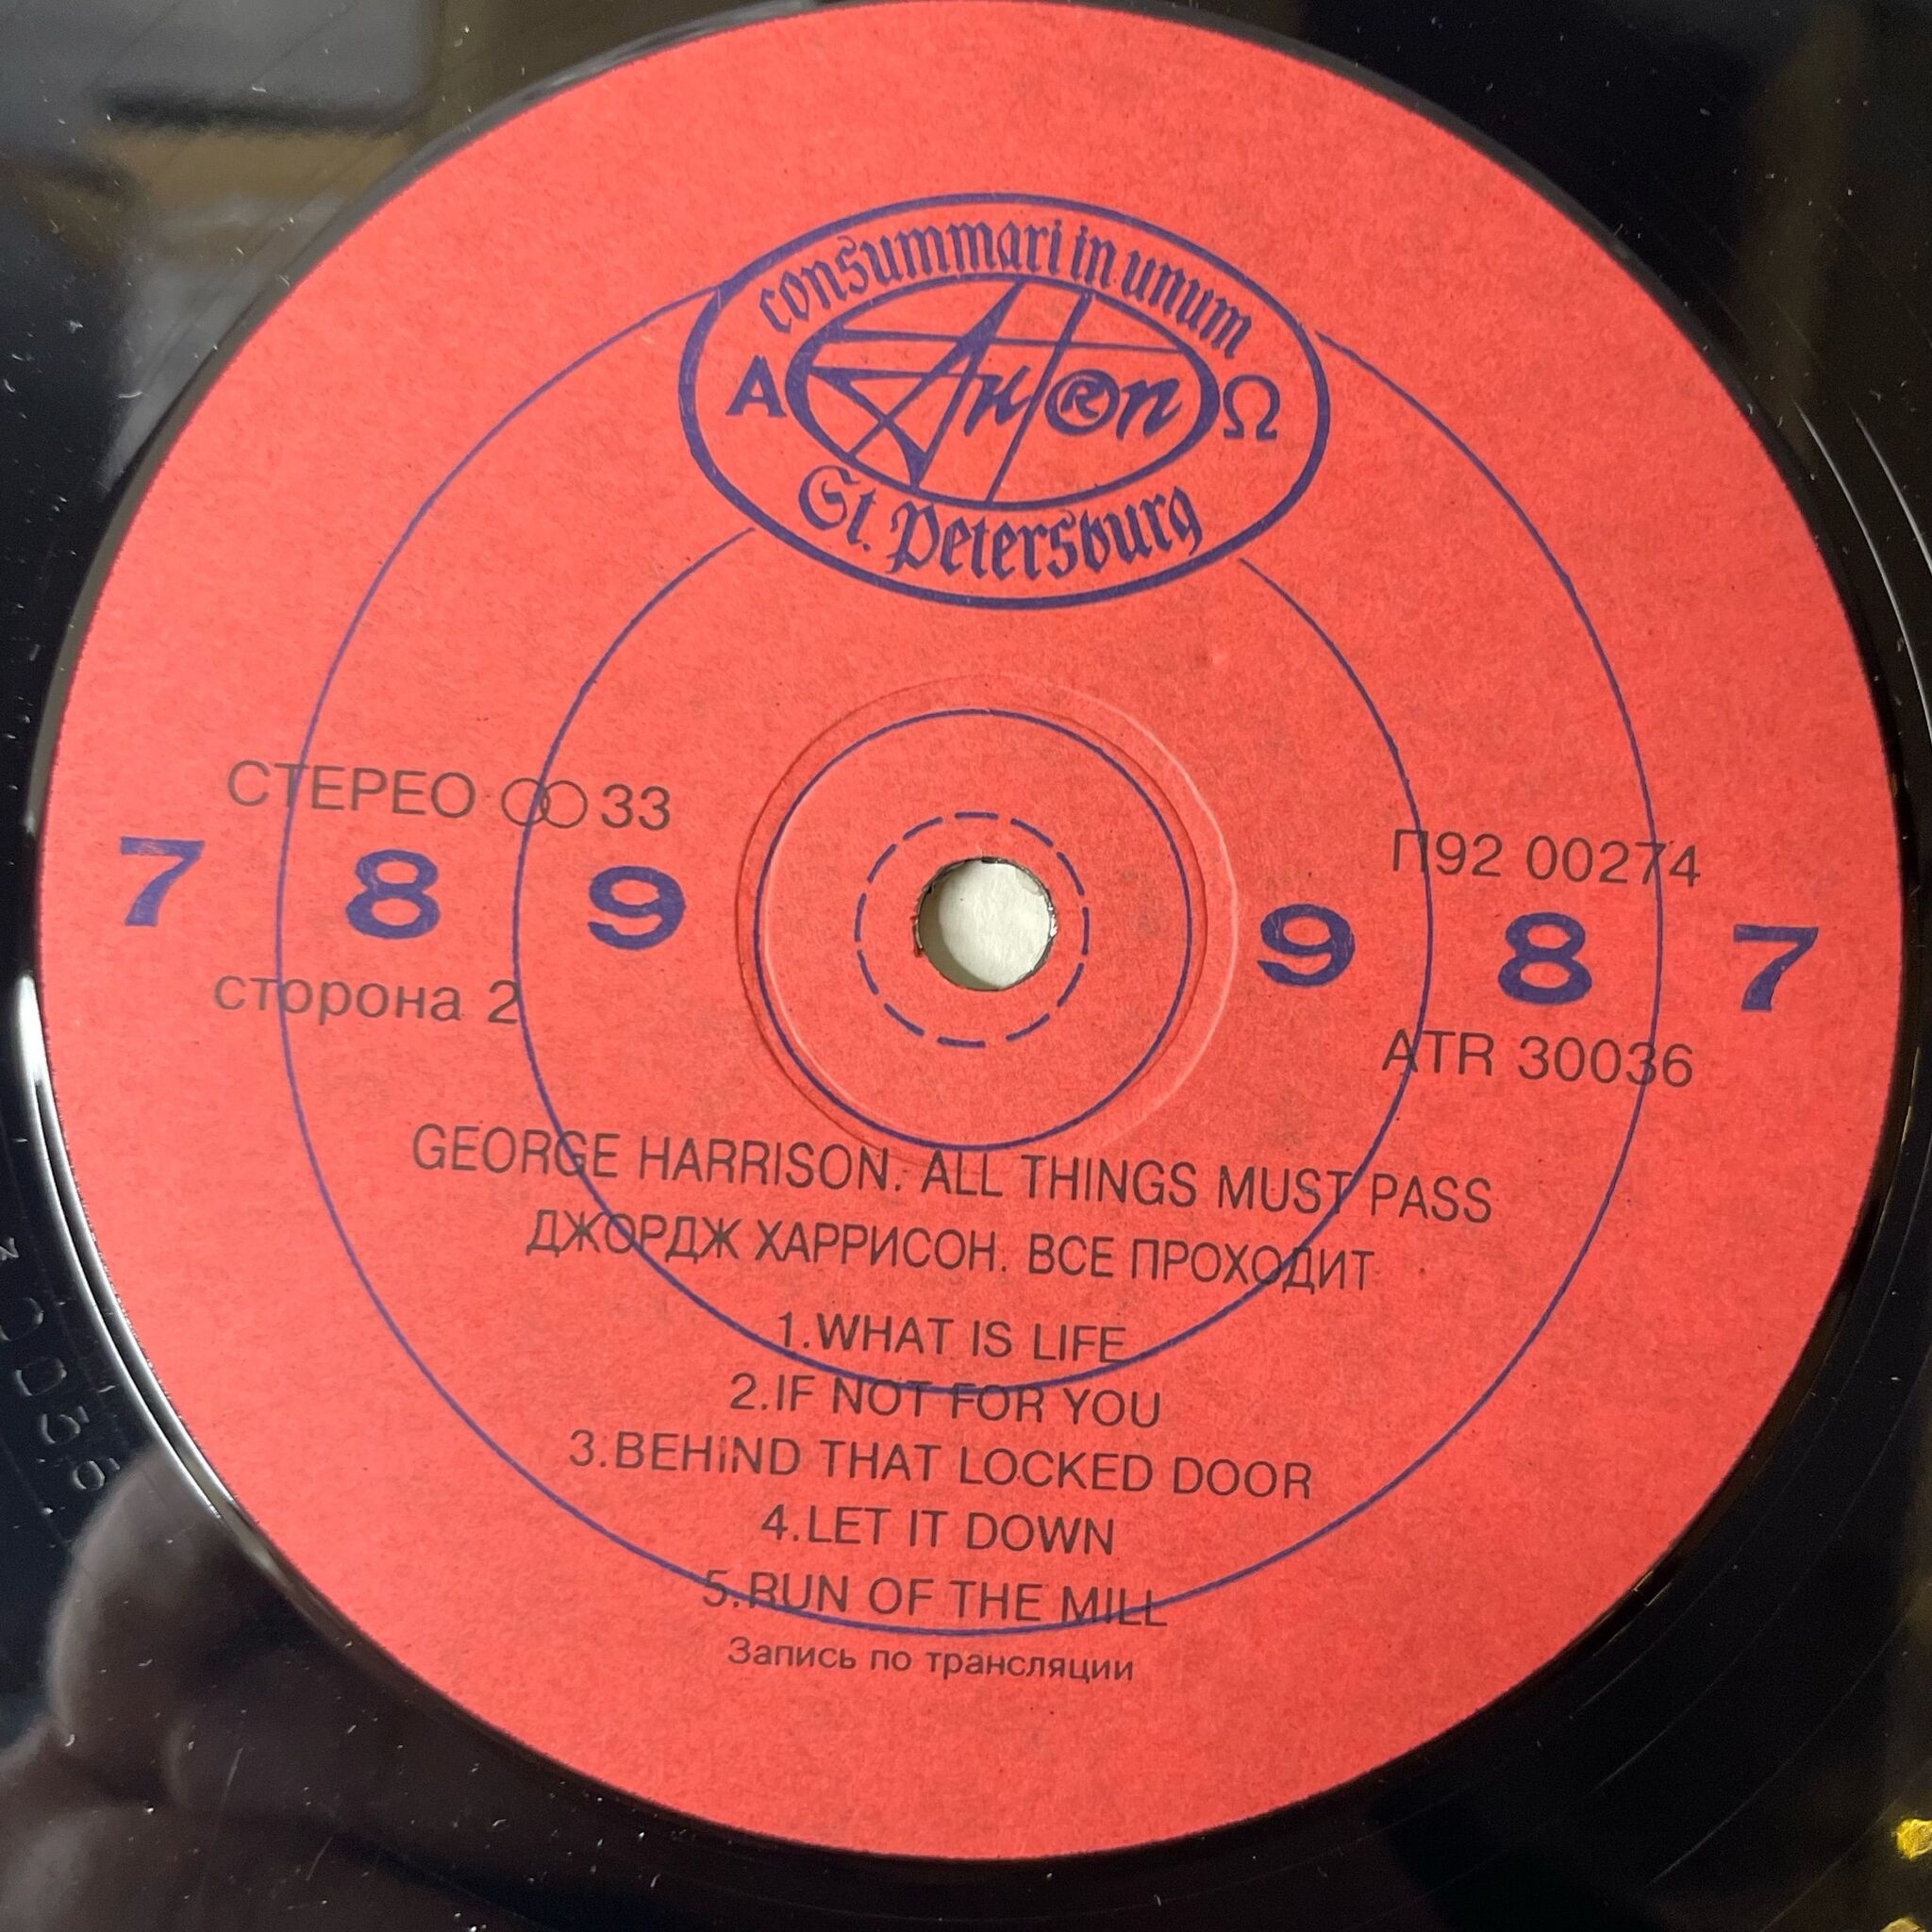 consummari in unum
Α Anton Ω
St. Petersburg
СТЕРЕО 33
П92 00274
7 8 9 9 8 7
сторона 2
ATR 30036
GEORGE HARRISON. ALL THINGS MUST PASS
ДЖОРДЖ ХАРРИСОН. ВСЕ ПРОХОДИТ
1.WHAT IS LIFE
2.IF NOT FOR YOU
3.BEHiND THAT LOCKED DOOR
4.LET IT DOWN
5.RUN OF THE MILL
Запись по трансляции